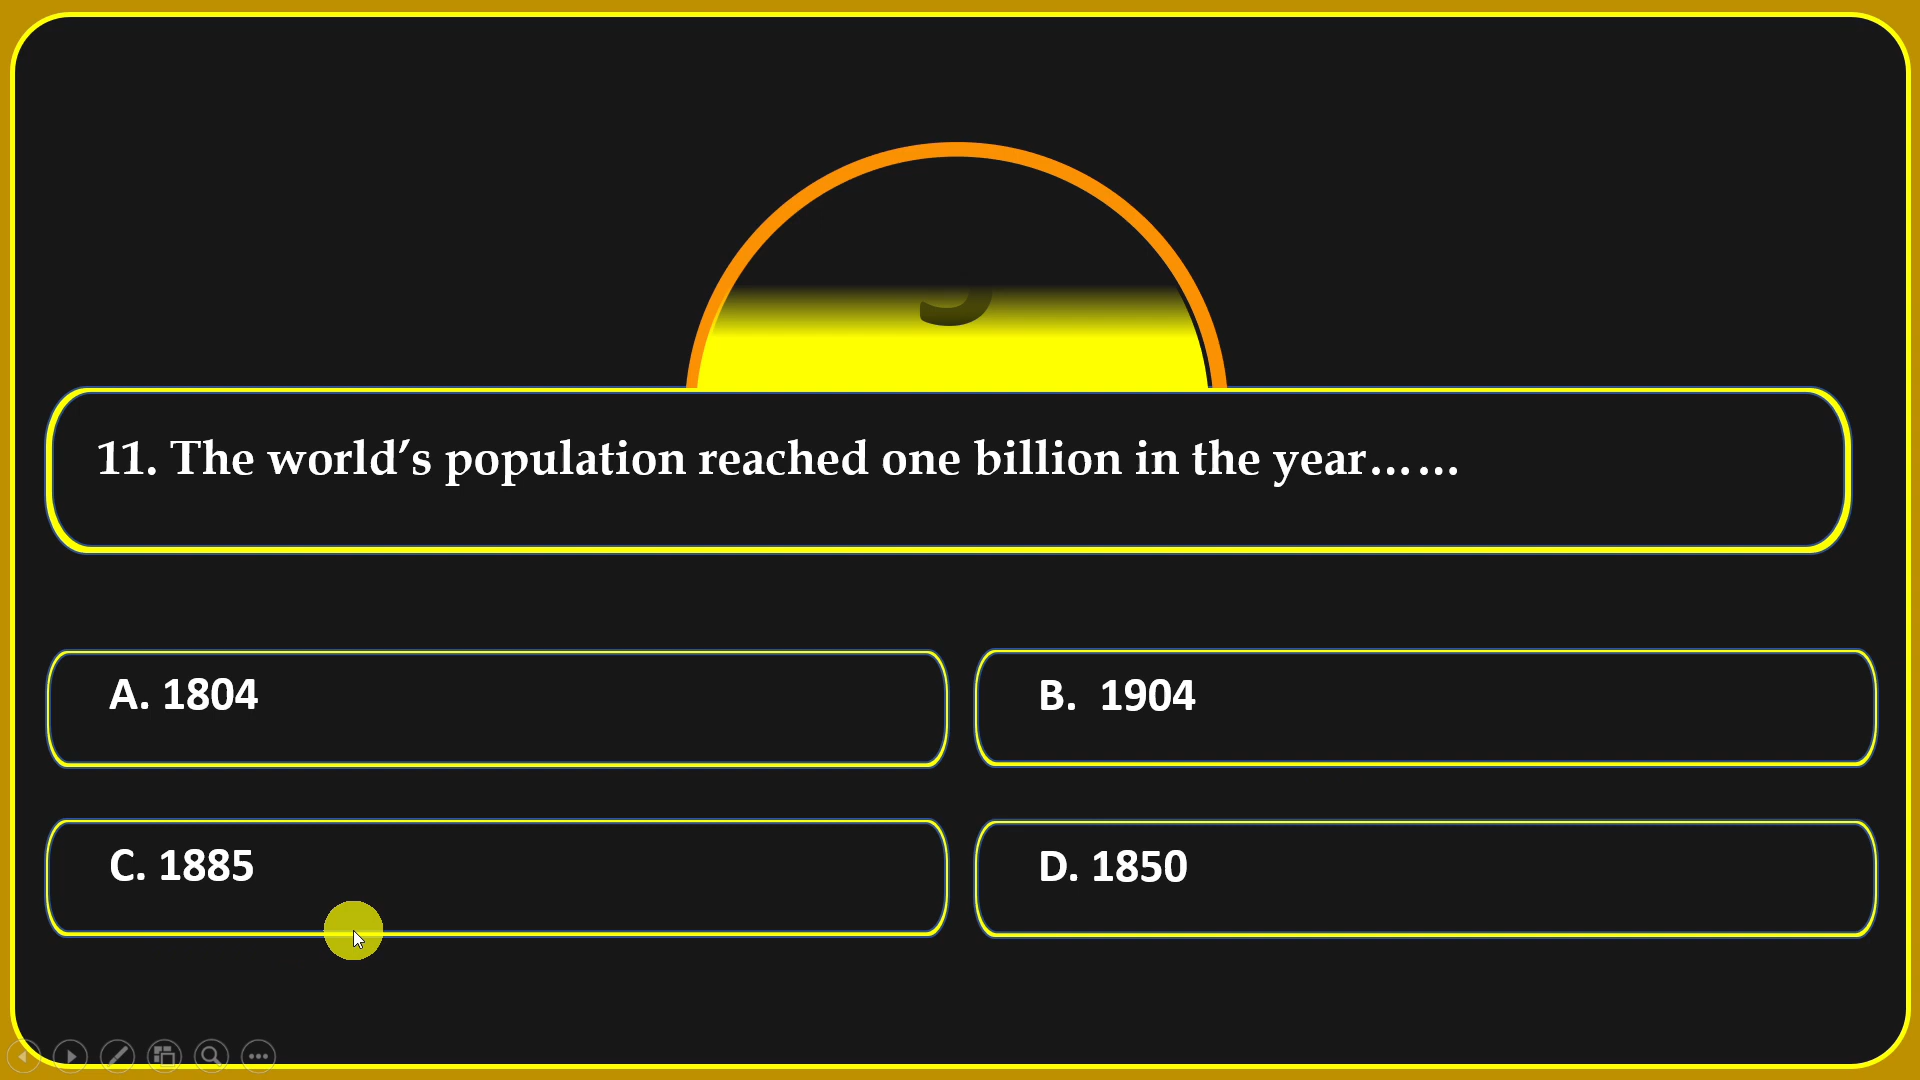 11. The world’s population reached one billion in the year……
A. 1804
B. 1904
C. 1885
D. 1850